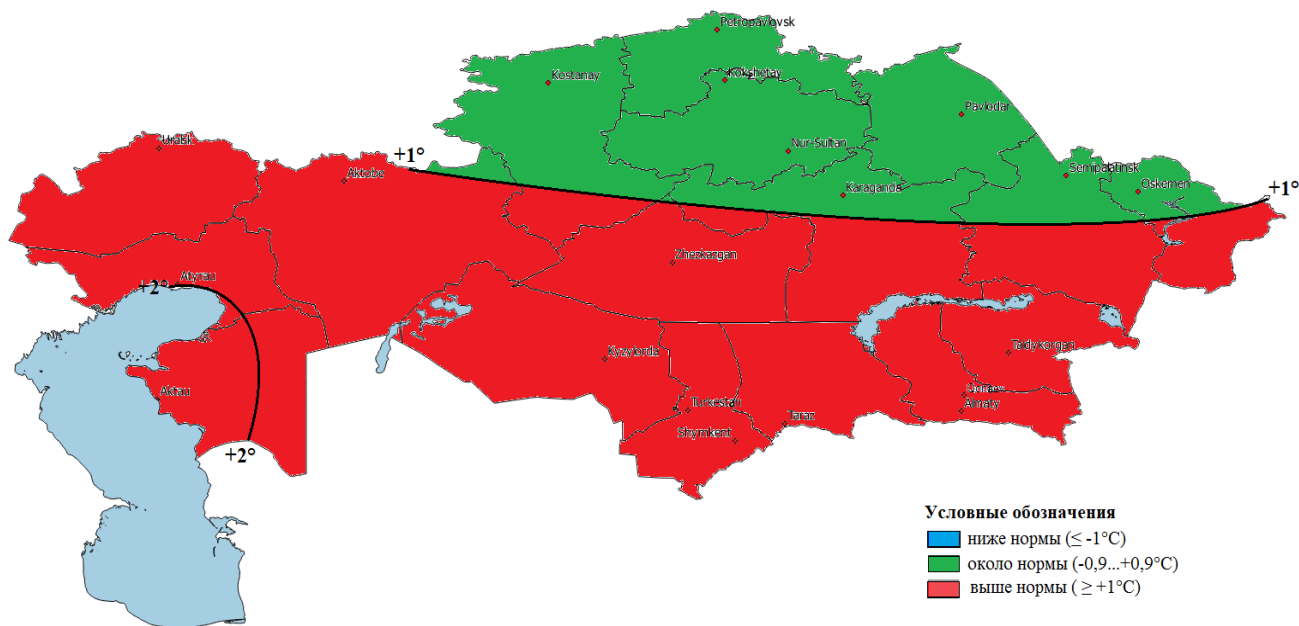 Petropavlovsk
Kostanay
Kokshetay
Pavlodar
Uralsk
Nur-Sultan
+1°
Aktobe
Sempalatinsk
Oskemen
+1°
Karaganda
Zhezkazgan
Atyrau
+2°
Kyzylorda
Taldykorgan
Aktau
Turkestan
Almaty
Taraz
Shymkent
+2°
Условные обозначения
ниже нормы (≤ -1°C)
около нормы (-0,9...+0,9°C)
выше нормы ( ≥ +1°C)